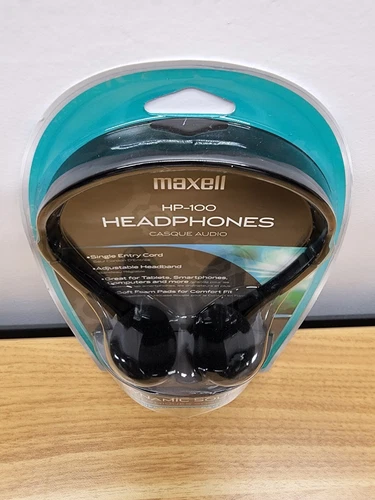 maxell
HP-100
HEADPHONES
CASQUE AUDIO
•Single Entry Cord
•Adjustable Headband
•Great for Tablets, Smartphones,
Computers and more
Soft Foam Pads for Comfort Fit